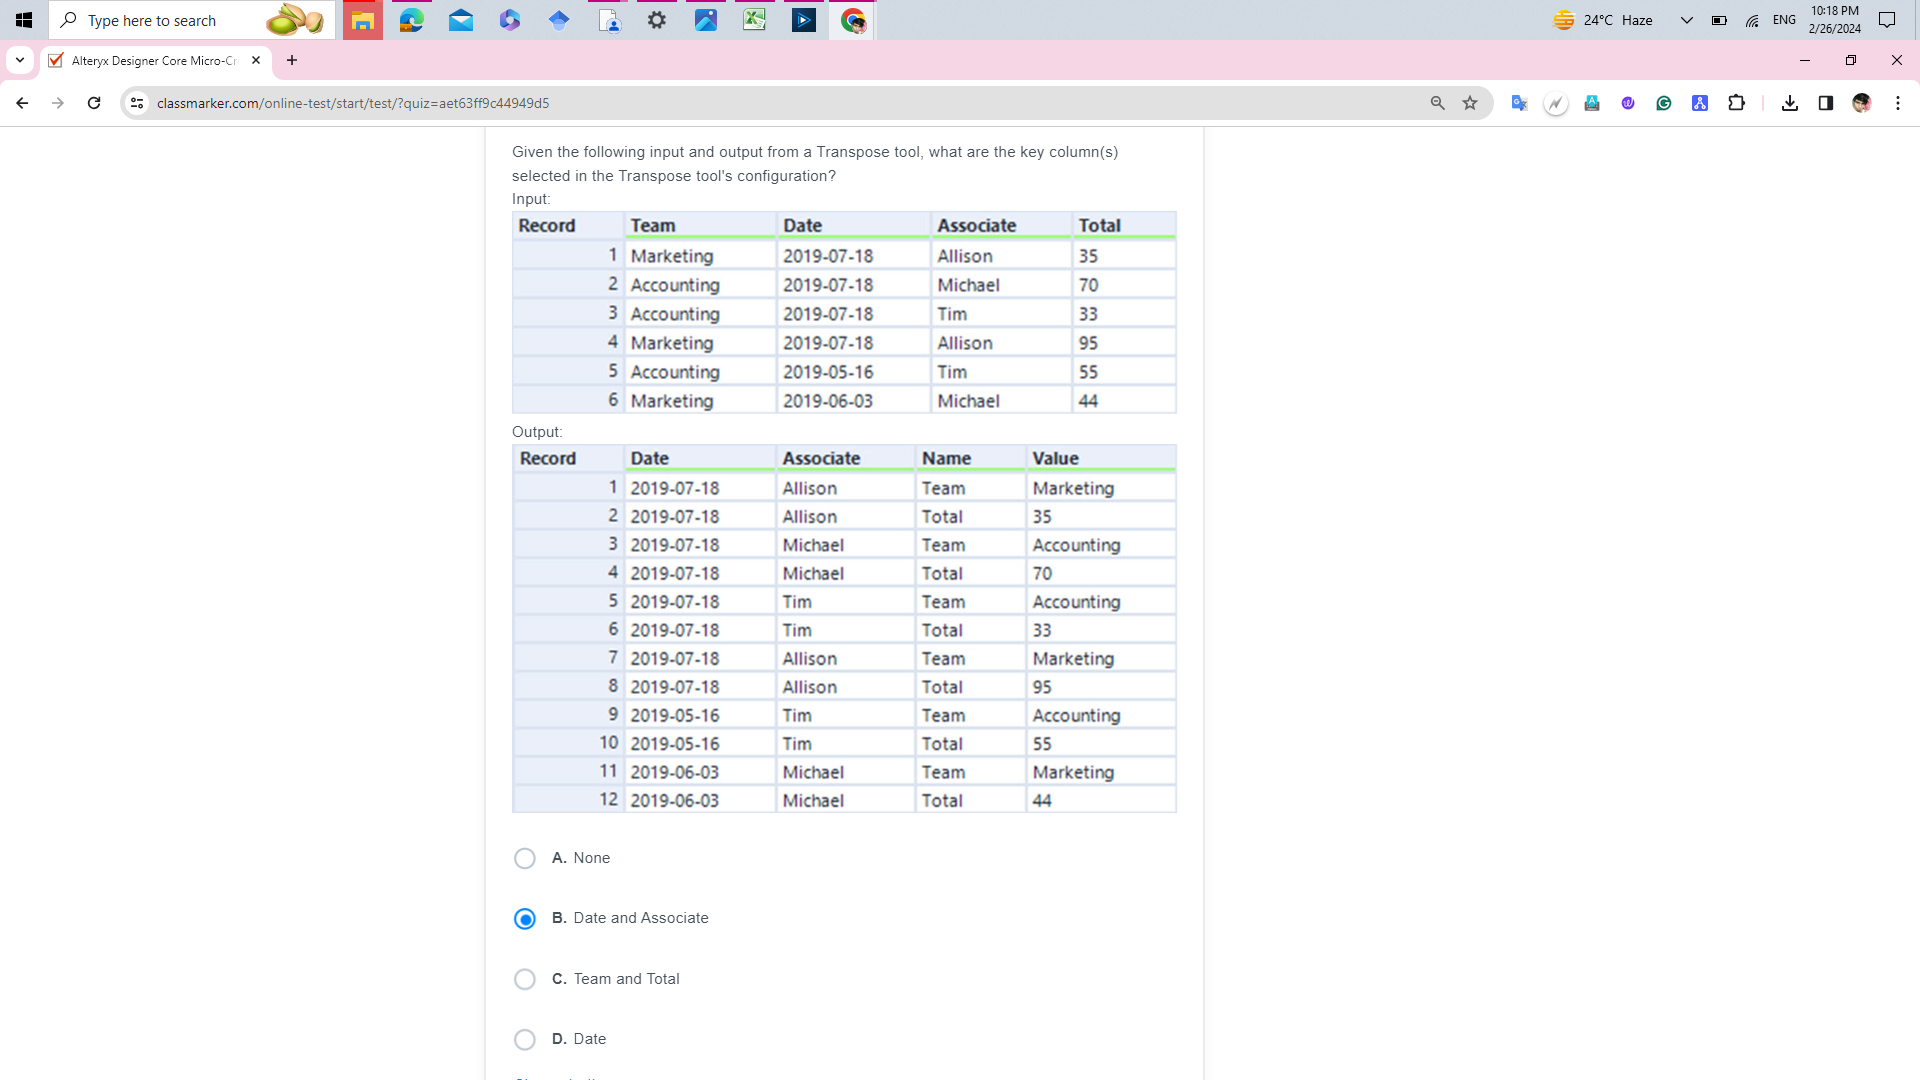 Type here to search
24°C Haze
ENG
10:18 PM
2/26/2024
Alteryx Designer Core Micro-Cr
classmarker.com/online-test/start/test/?quiz=aet63ff9c44949d5
Given the following input and output from a Transpose tool, what are the key column(s)
selected in the Transpose tool's configuration?
Input:
Record Team Date Associate Total
1 Marketing 2019-07-18 Allison 35
2 Accounting 2019-07-18 Michael 70
3 Accounting 2019-07-18 Tim 33
4 Marketing 2019-07-18 Allison 95
5 Accounting 2019-05-16 Tim 55
6 Marketing 2019-06-03 Michael 44
Output:
Record Date Associate Name Value
1 2019-07-18 Allison Team Marketing
2 2019-07-18 Allison Total 35
3 2019-07-18 Michael Team Accounting
4 2019-07-18 Michael Total 70
5 2019-07-18 Tim Team Accounting
6 2019-07-18 Tim Total 33
7 2019-07-18 Allison Team Marketing
8 2019-07-18 Allison Total 95
9 2019-05-16 Tim Team Accounting
10 2019-05-16 Tim Total 55
11 2019-06-03 Michael Team Marketing
12 2019-06-03 Michael Total 44
A. None
B. Date and Associate
C. Team and Total
D. Date